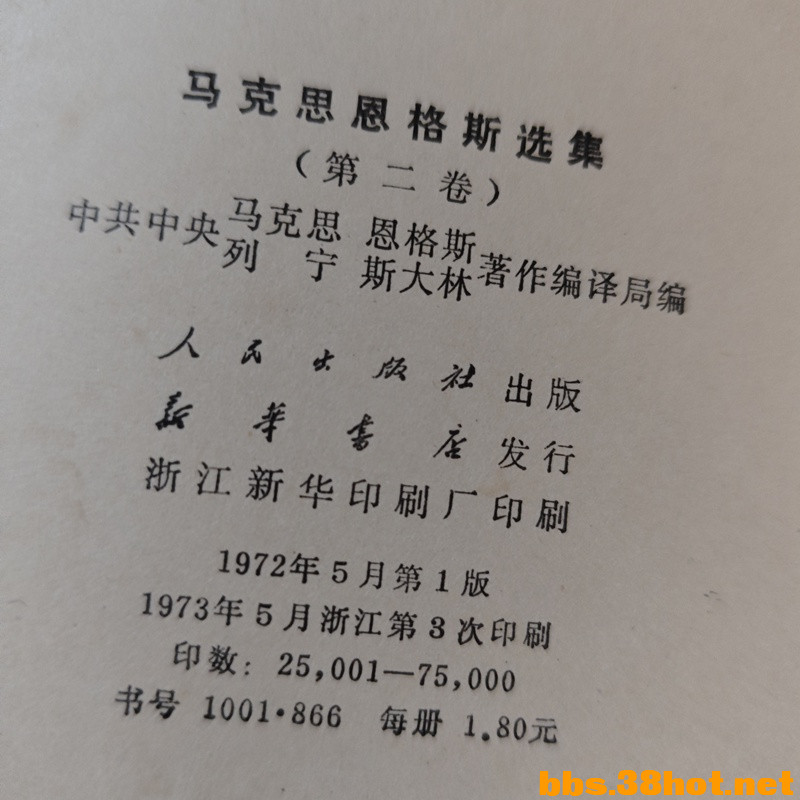 马克思恩格斯选集
（第二卷）
中共中央马克思 恩格斯列 宁 斯大林著作编译局编
人民出版社出版
新华书店发行
浙江新华印刷厂印刷
1972年5月第1版
1973年5月浙江第3次印刷
印数：25,001—75,000
书号 1001·866 每册 1.80元
bbs.38hot.net